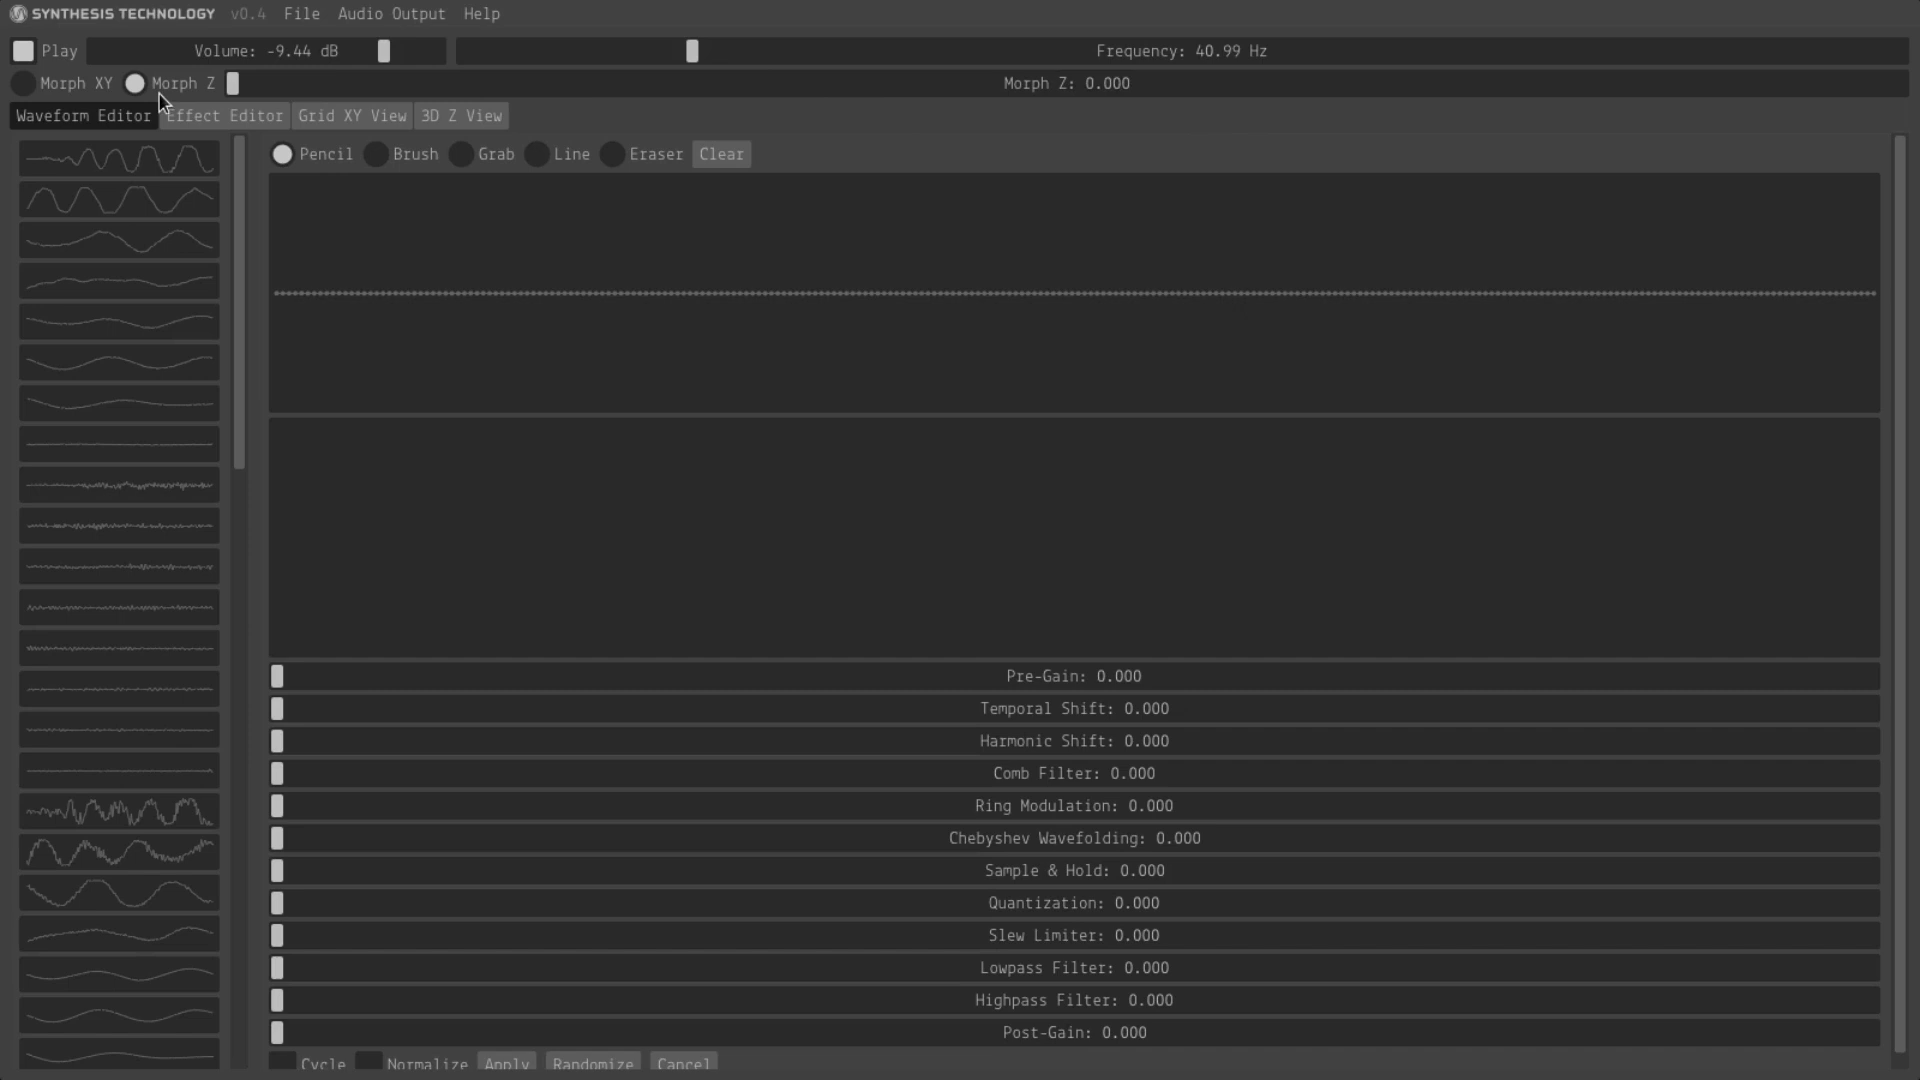 SYNTHESIS TECHNOLOGY v0.4 File Audio Output Help
Play Volume: -9.44 dB Frequency: 40.99 Hz
Morph XY Morph Z Morph Z: 0.000
Waveform Editor Effect Editor Grid XY View 3D Z View
Pencil Brush Grab Line Eraser Clear
Pre-Gain: 0.000
Temporal Shift: 0.000
Harmonic Shift: 0.000
Comb Filter: 0.000
Ring Modulation: 0.000
Chebyshev Wavefolding: 0.000
Sample & Hold: 0.000
Quantization: 0.000
Slew Limiter: 0.000
Lowpass Filter: 0.000
Highpass Filter: 0.000
Post-Gain: 0.000
Cycle Normalize Apply Randomize Cancel